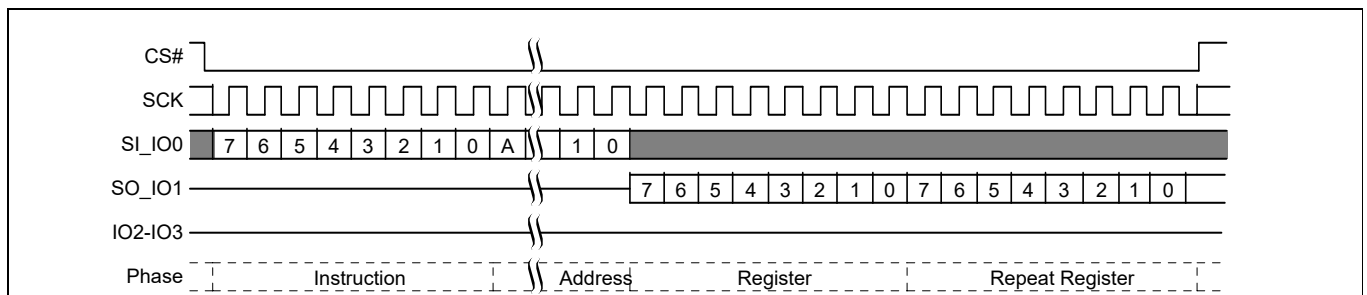 CS#
SCK
SI_IO0 7 6 5 4 3 2 1 0 A 1 0
SO_IO1 7 6 5 4 3 2 1 0 7 6 5 4 3 2 1 0
IO2-IO3
Phase Instruction Address Register Repeat Register